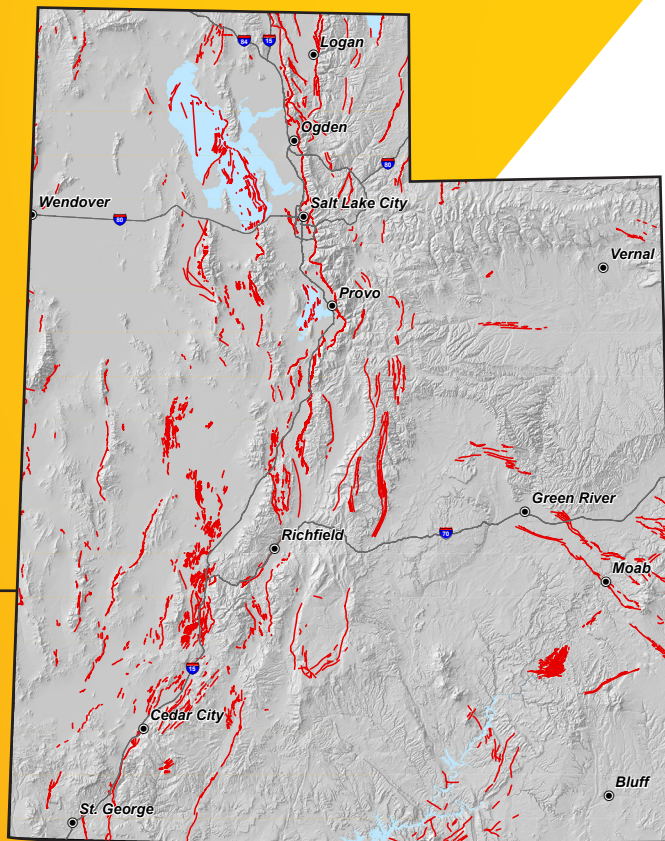 Logan
84
15
Ogden
80
Wendover
80
Salt Lake City
Vernal
Provo
Green River
Richfield
70
Moab
15
Cedar City
Bluff
St. George